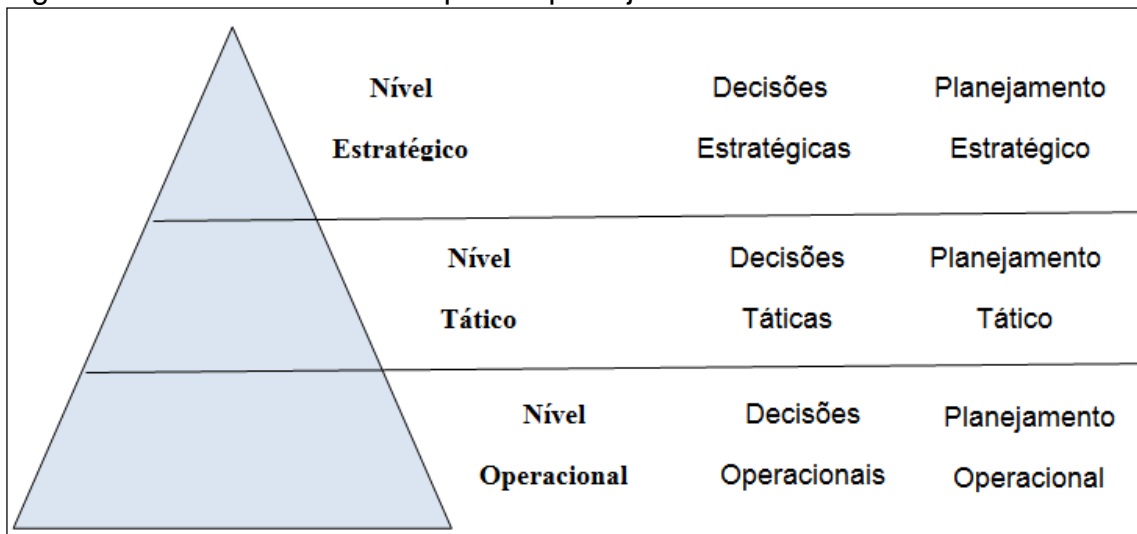 Nível Decisões Planejamento
Estratégico Estratégicas Estratégico
Nível Decisões Planejamento
Tático Táticas Tático
Nível Decisões Planejamento
Operacional Operacionais Operacional